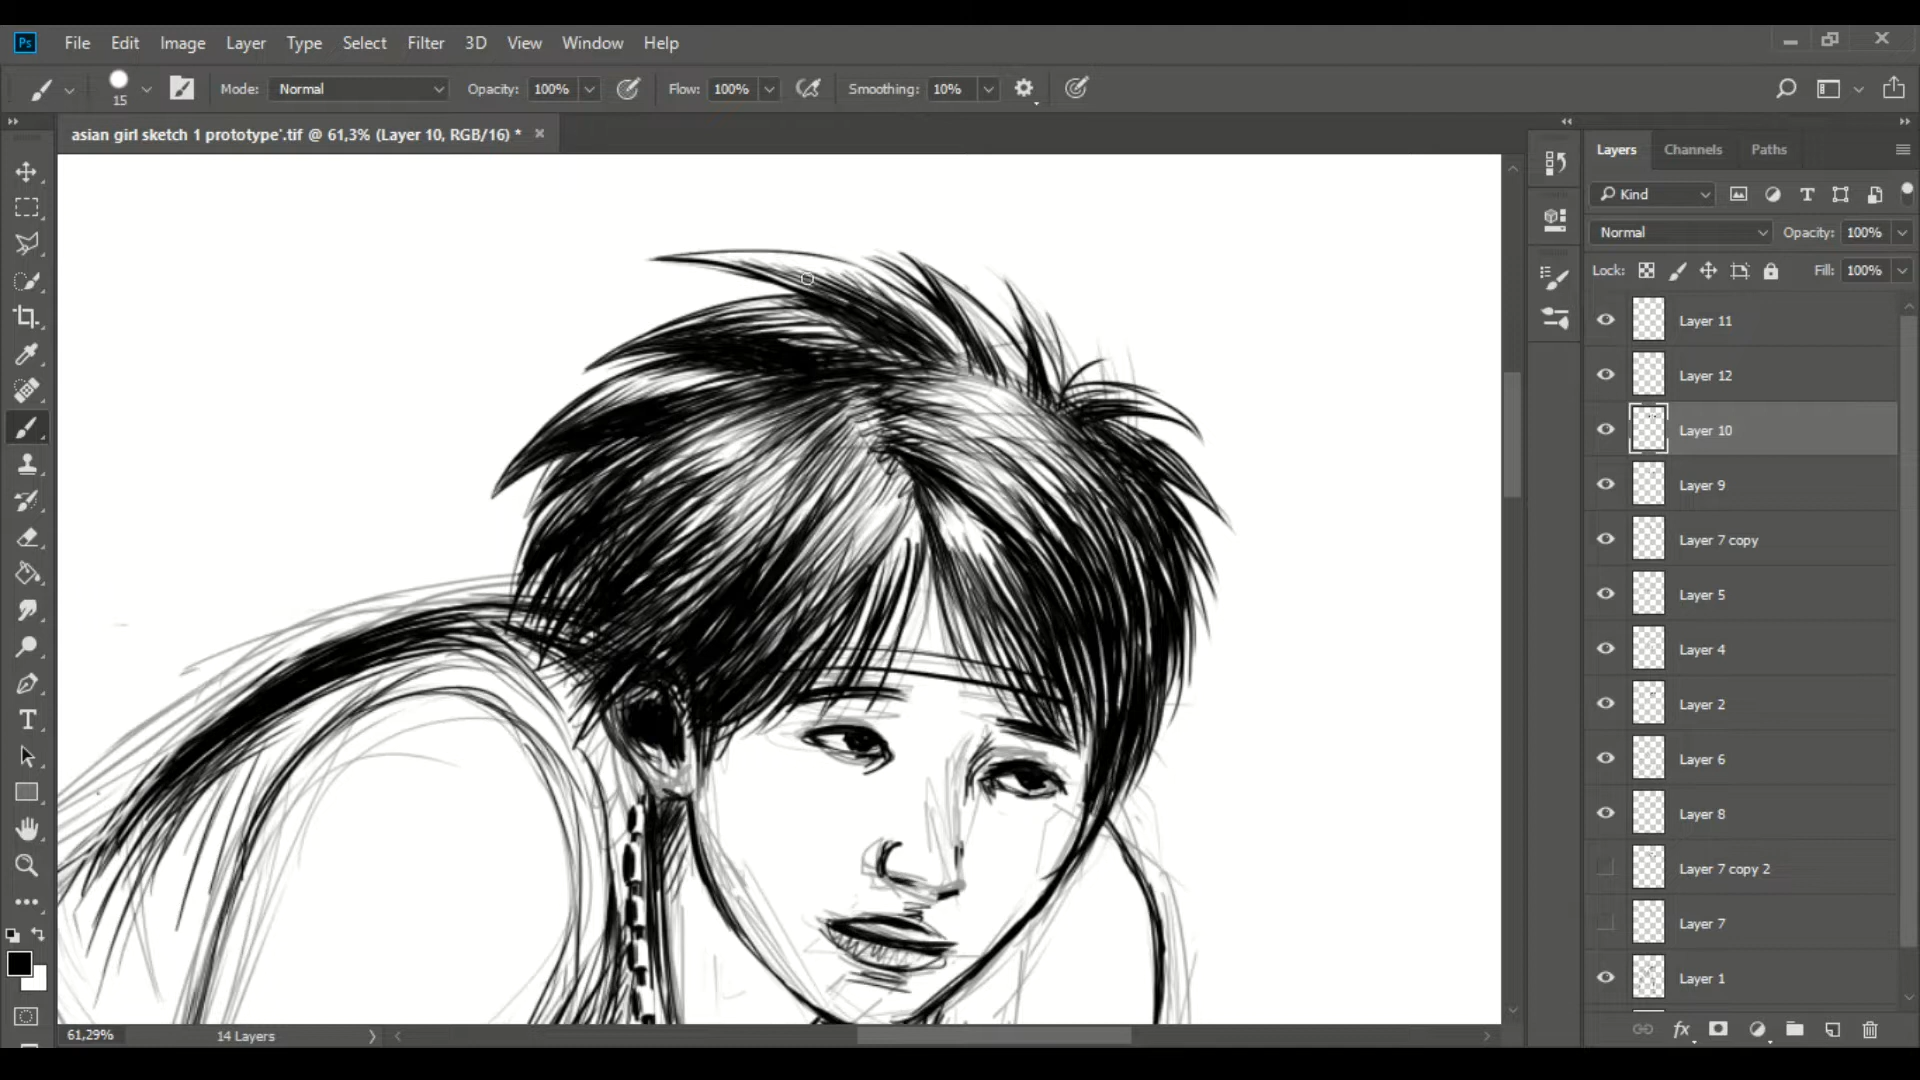 Ps File Edit Image Layer Type Select Filter 3D View Window Help
15 Mode: Normal Opacity: 100% Flow: 100% Smoothing: 10%
asian girl sketch 1 prototype'.tif @ 61,3% (Layer 10, RGB/16) *
Layers Channels Paths
Kind
Normal Opacity: 100%
Lock: Fill: 100%
Layer 11
Layer 12
Layer 10
Layer 9
Layer 7 copy
Layer 5
Layer 4
Layer 2
Layer 6
Layer 8
Layer 7 copy 2
Layer 7
Layer 1
61,29% 14 Layers
fx